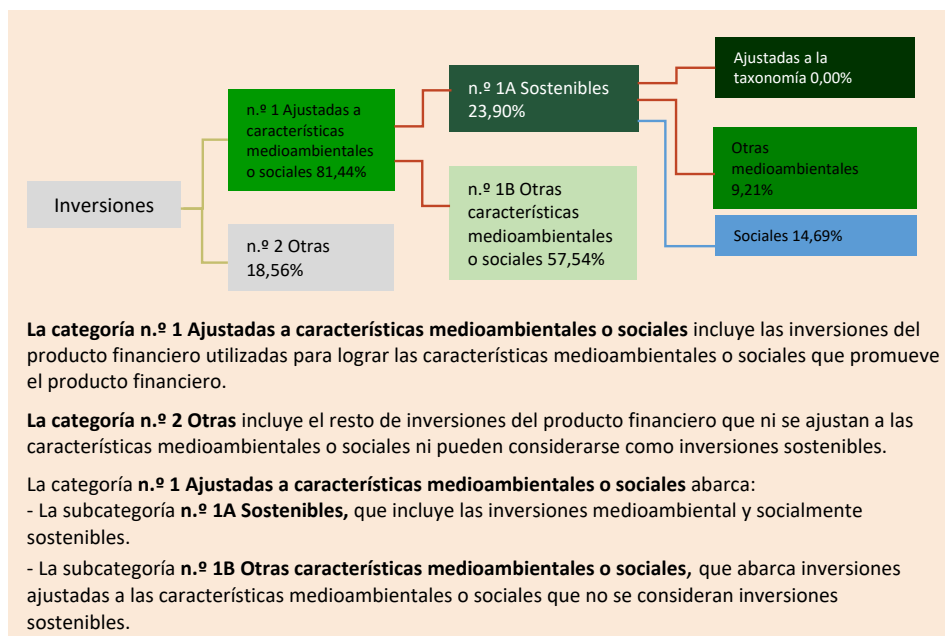 Inversiones
n.º 1 Ajustadas a
características
medioambientales
o sociales 81,44%
n.º 2 Otras
18,56%
n.º 1A Sostenibles
23,90%
n.º 1B Otras
características
medioambientales
o sociales 57,54%
Ajustadas a la
taxonomía 0,00%
Otras
medioambientales
9,21%
Sociales 14,69%
La categoría n.º 1 Ajustadas a características medioambientales o sociales incluye las inversiones del
producto financiero utilizadas para lograr las características medioambientales o sociales que promueve
el producto financiero.
La categoría n.º 2 Otras incluye el resto de inversiones del producto financiero que ni se ajustan a las
características medioambientales o sociales ni pueden considerarse como inversiones sostenibles.
La categoría n.º 1 Ajustadas a características medioambientales o sociales abarca:
- La subcategoría n.º 1A Sostenibles, que incluye las inversiones medioambiental y socialmente
sostenibles.
- La subcategoría n.º 1B Otras características medioambientales o sociales, que abarca inversiones
ajustadas a las características medioambientales o sociales que no se consideran inversiones
sostenibles.